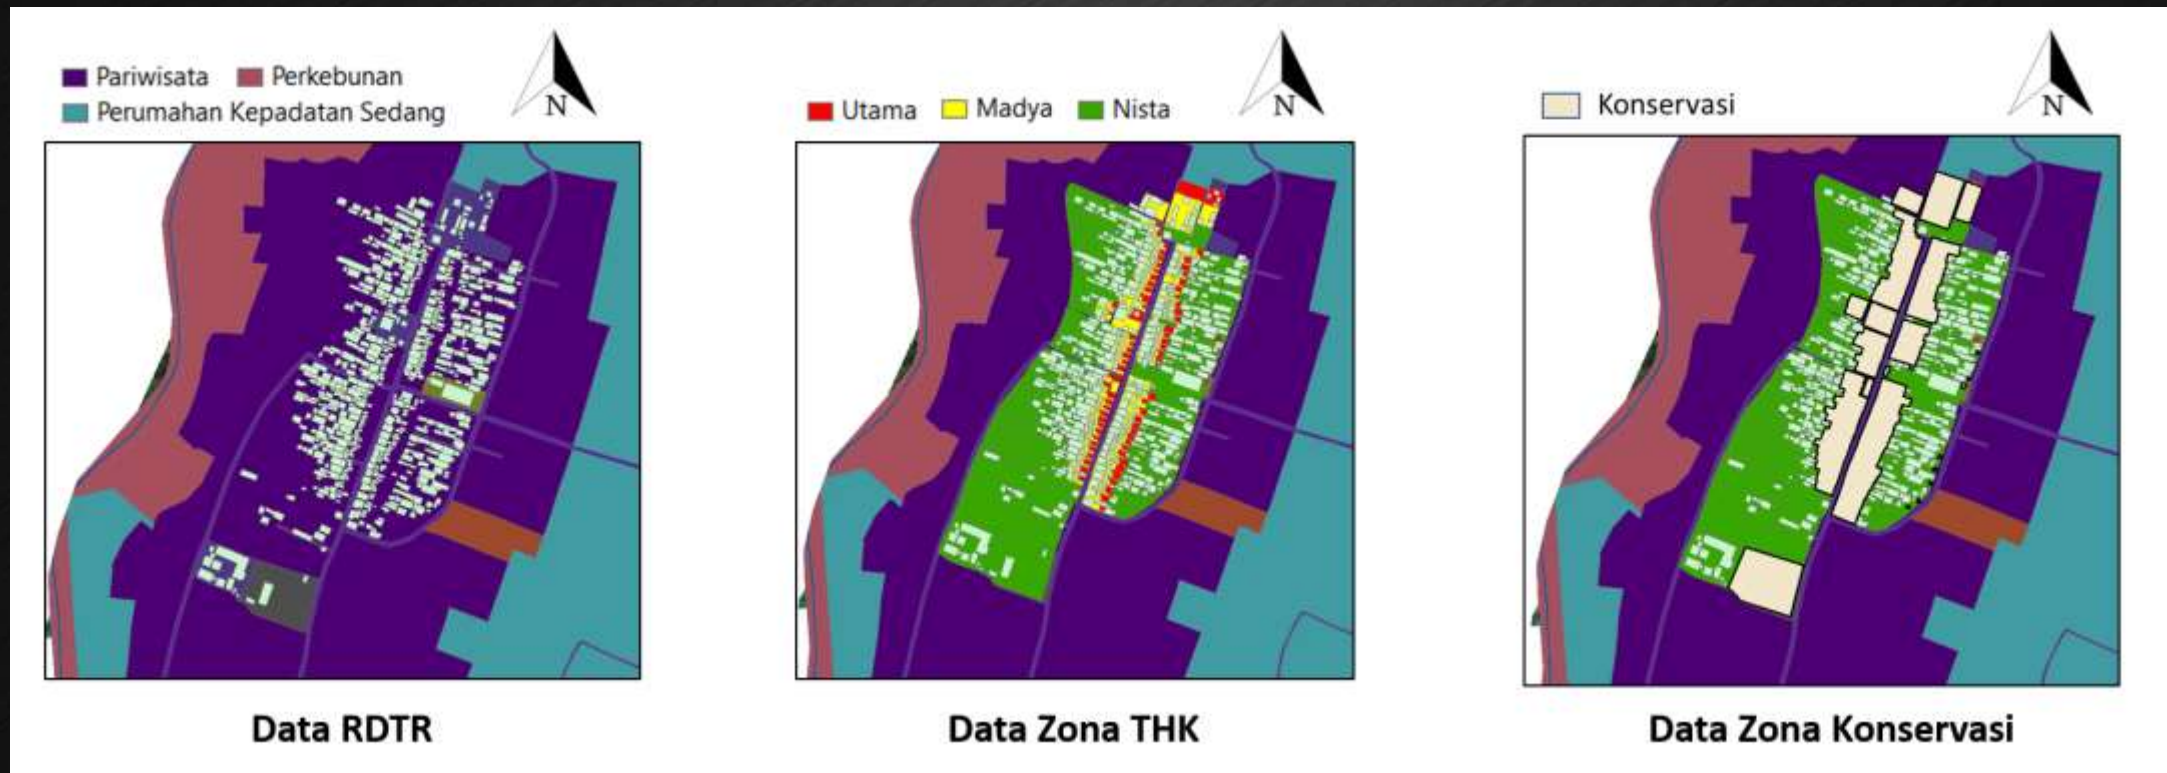 Pariwisata Perkebunan
Perumahan Kepadatan Sedang
N
Utama Madya Nista
N
Konservasi
N
Data RDTR
Data Zona THK
Data Zona Konservasi